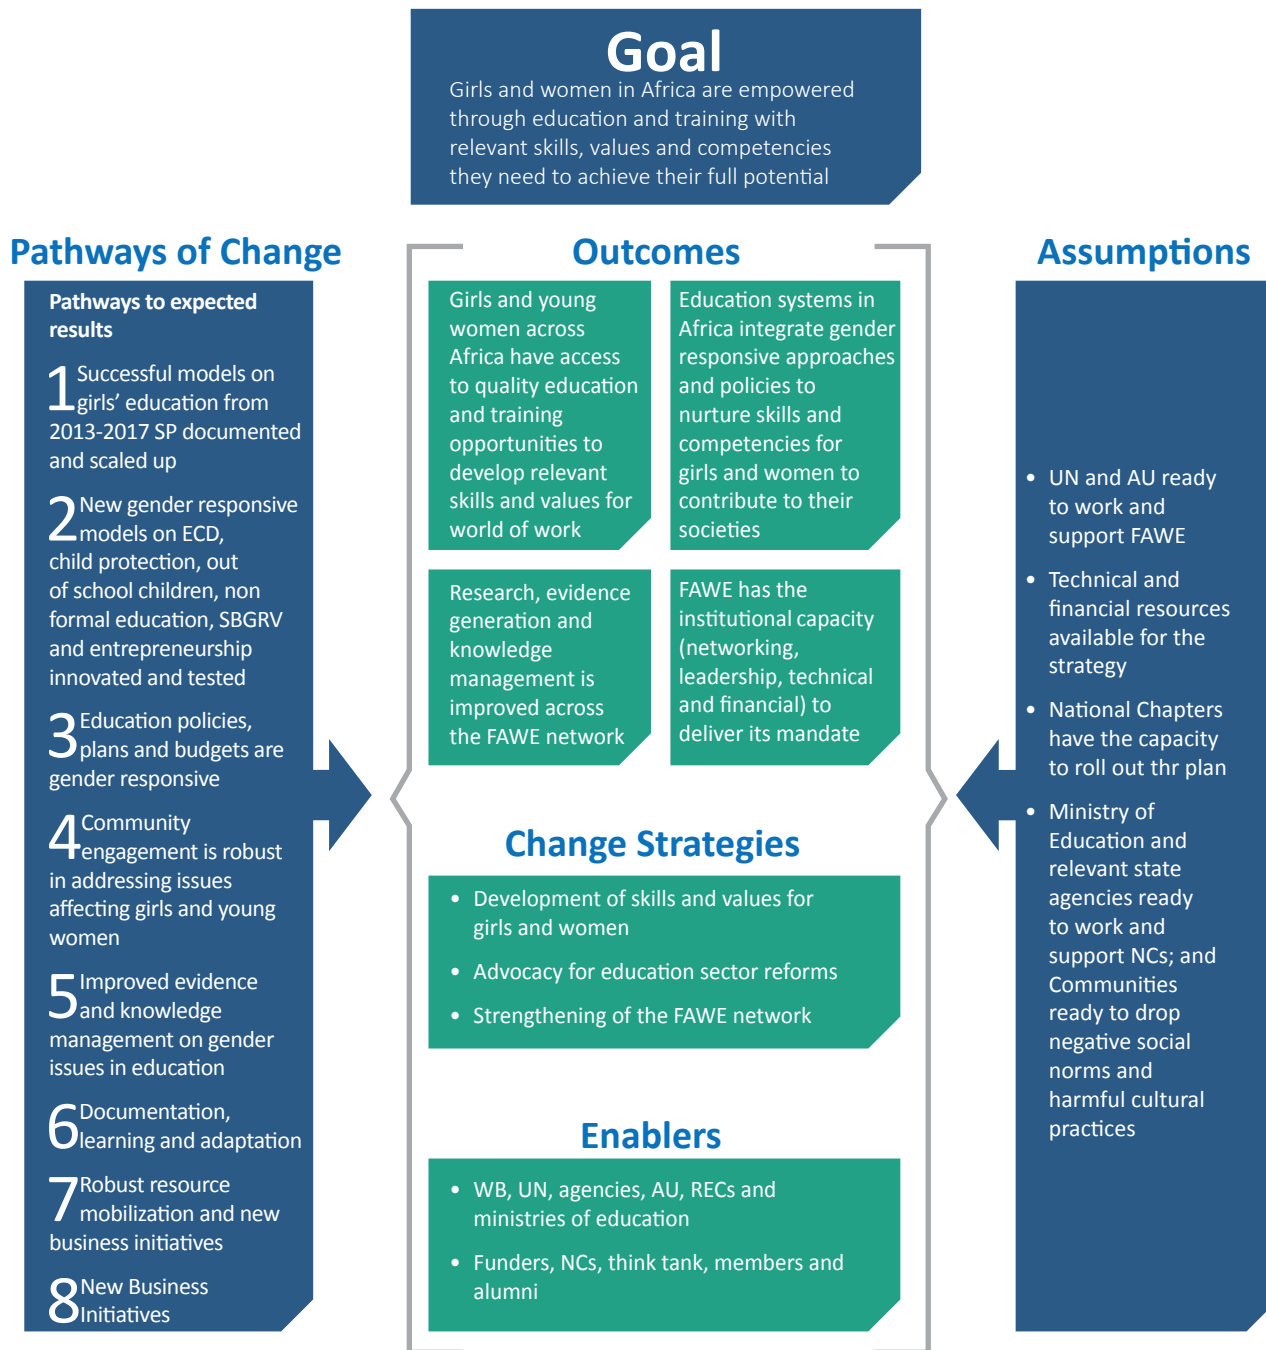 Goal
Girls and women in Africa are empowered
through education and training with
relevant skills, values and competencies
they need to achieve their full potential
Pathways of Change
Pathways to expected
results
1 Successful models on
girls’ education from
2013-2017 SP documented
and scaled up
2 New gender responsive
models on ECD,
child protection, out
of school children, non
formal education, SBGRV
and entrepreneurship
innovated and tested
3 Education policies,
plans and budgets are
gender responsive
4 Community
engagement is robust
in addressing issues
affecting girls and young
women
5 Improved evidence
and knowledge
management on gender
issues in education
6 Documentation,
learning and adaptation
7 Robust resource
mobilization and new
business initiatives
8 New Business
Initiatives
Outcomes
Girls and young
women across
Africa have access
to quality education
and training
opportunities to
develop relevant
skills and values for
world of work
Education systems in
Africa integrate gender
responsive approaches
and policies to
nurture skills and
competencies for
girls and women to
contribute to their
societies
Research, evidence
generation and
knowledge
management is
improved across
the FAWE network
FAWE has the
institutional capacity
(networking,
leadership, technical
and financial) to
deliver its mandate
Change Strategies
• Development of skills and values for
girls and women
• Advocacy for education sector reforms
• Strengthening of the FAWE network
Enablers
• WB, UN, agencies, AU, RECs and
ministries of education
• Funders, NCs, think tank, members and
alumni
Assumptions
• UN and AU ready
to work and
support FAWE
• Technical and
financial resources
available for the
strategy
• National Chapters
have the capacity
to roll out thr plan
• Ministry of
Education and
relevant state
agencies ready
to work and
support NCs; and
Communities
ready to drop
negative social
norms and
harmful cultural
practices